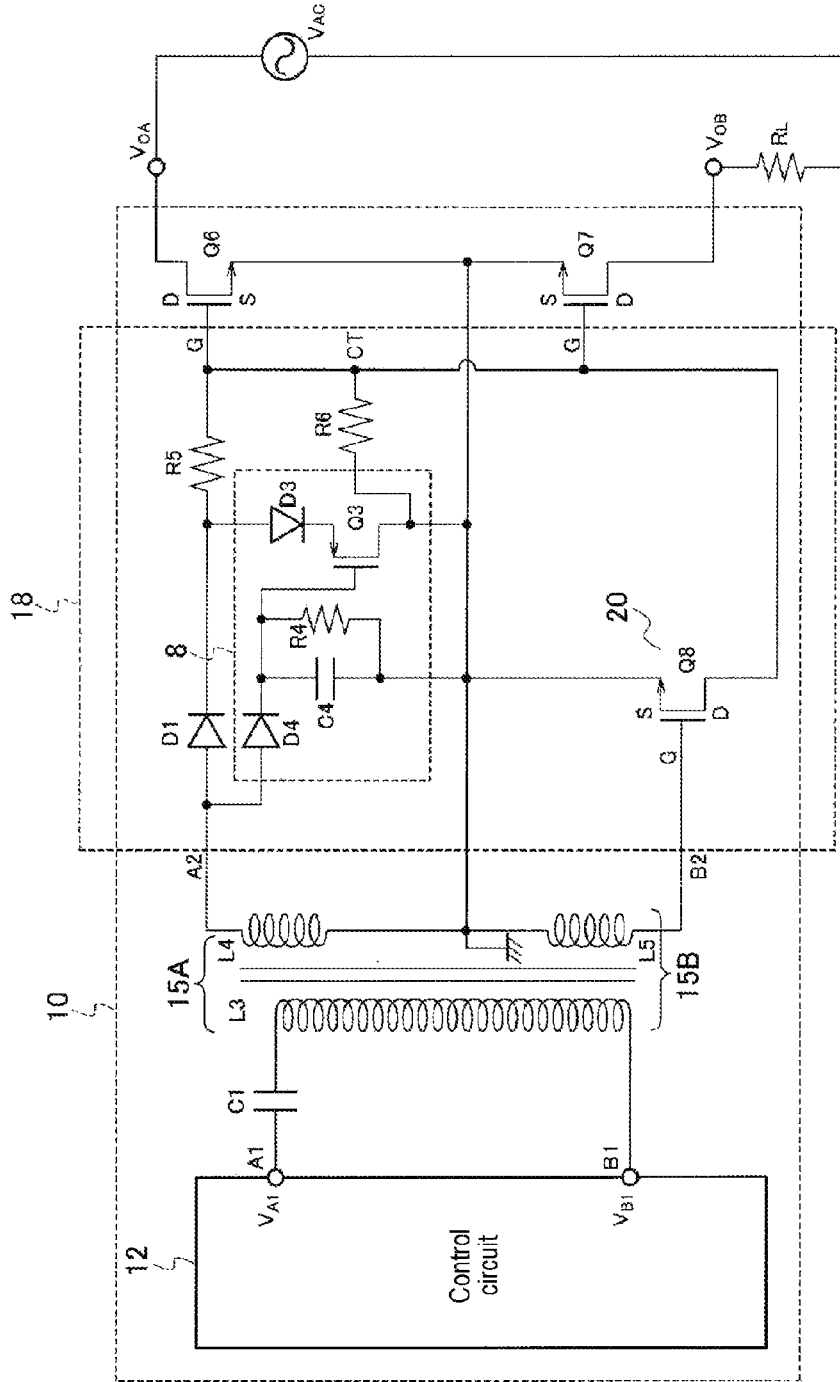 10
18
12
Control
circuit
V_A1
A1
C1
V_B1
B1
15A
L3
L4
15B
L5
A2
B2
D1
8
D4
C4
R4
D3
Q3
R5
R6
CT
20
Q8
G
S
D
G
D
S
Q6
G
S
D
Q7
V_OA
V_OB
V_AC
R_L